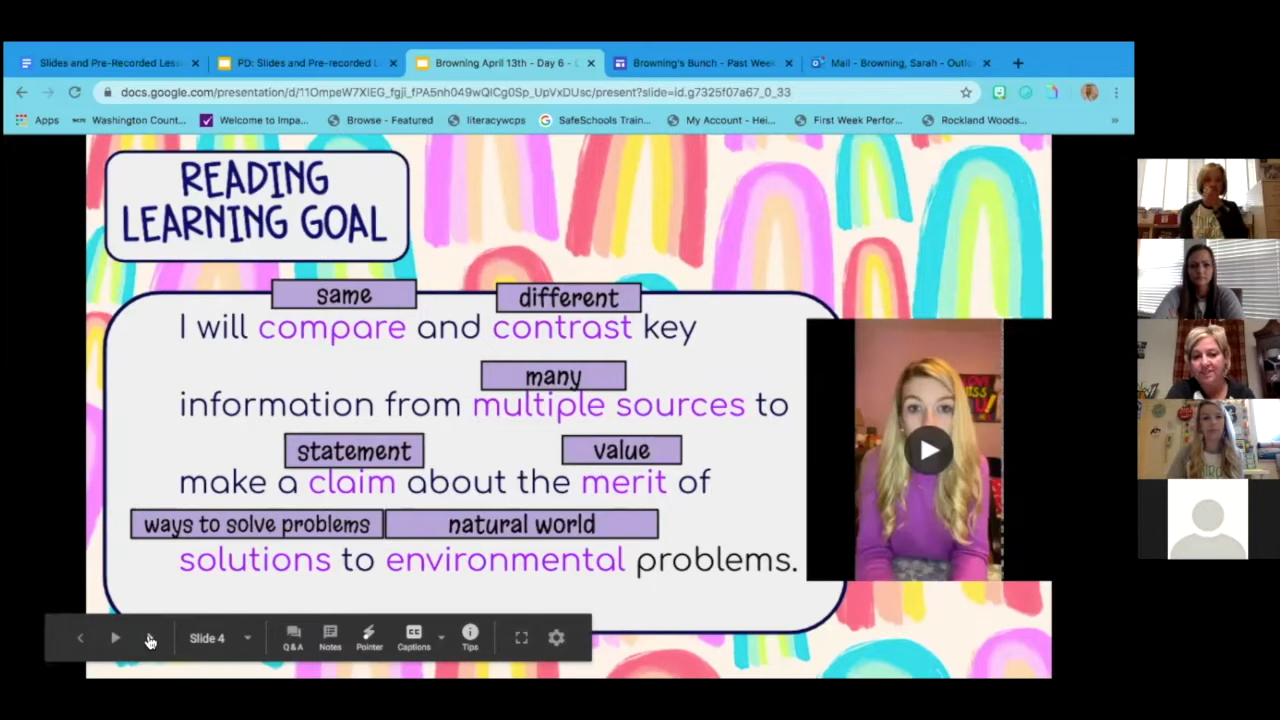 Slides and Pre-Recorded Less
PD: Slides and Pre-recorded L
Browning April 13th - Day 6 -
Browning's Bunch - Past Week
Mail - Browning, Sarah - Outlo
docs.google.com/presentation/d/11OmpeW7XIEG_fgji_fPA5nh049wQICg0Sp_UpVxDUsc/present?slide=id.g7325f07a67_0_33
Apps
Washington Count...
Welcome to Impa...
Browse - Featured
literacywcps
SafeSchools Train...
My Account - Hei...
First Week Perfor...
Rockland Woods...
READING
LEARNING GOAL
same different
I will compare and contrast key
many
information from multiple sources to
statement value
make a claim about the merit of
ways to solve problems natural world
solutions to environmental problems.
Slide 4
Q&A
Notes
Pointer
CC
Captions
Tips